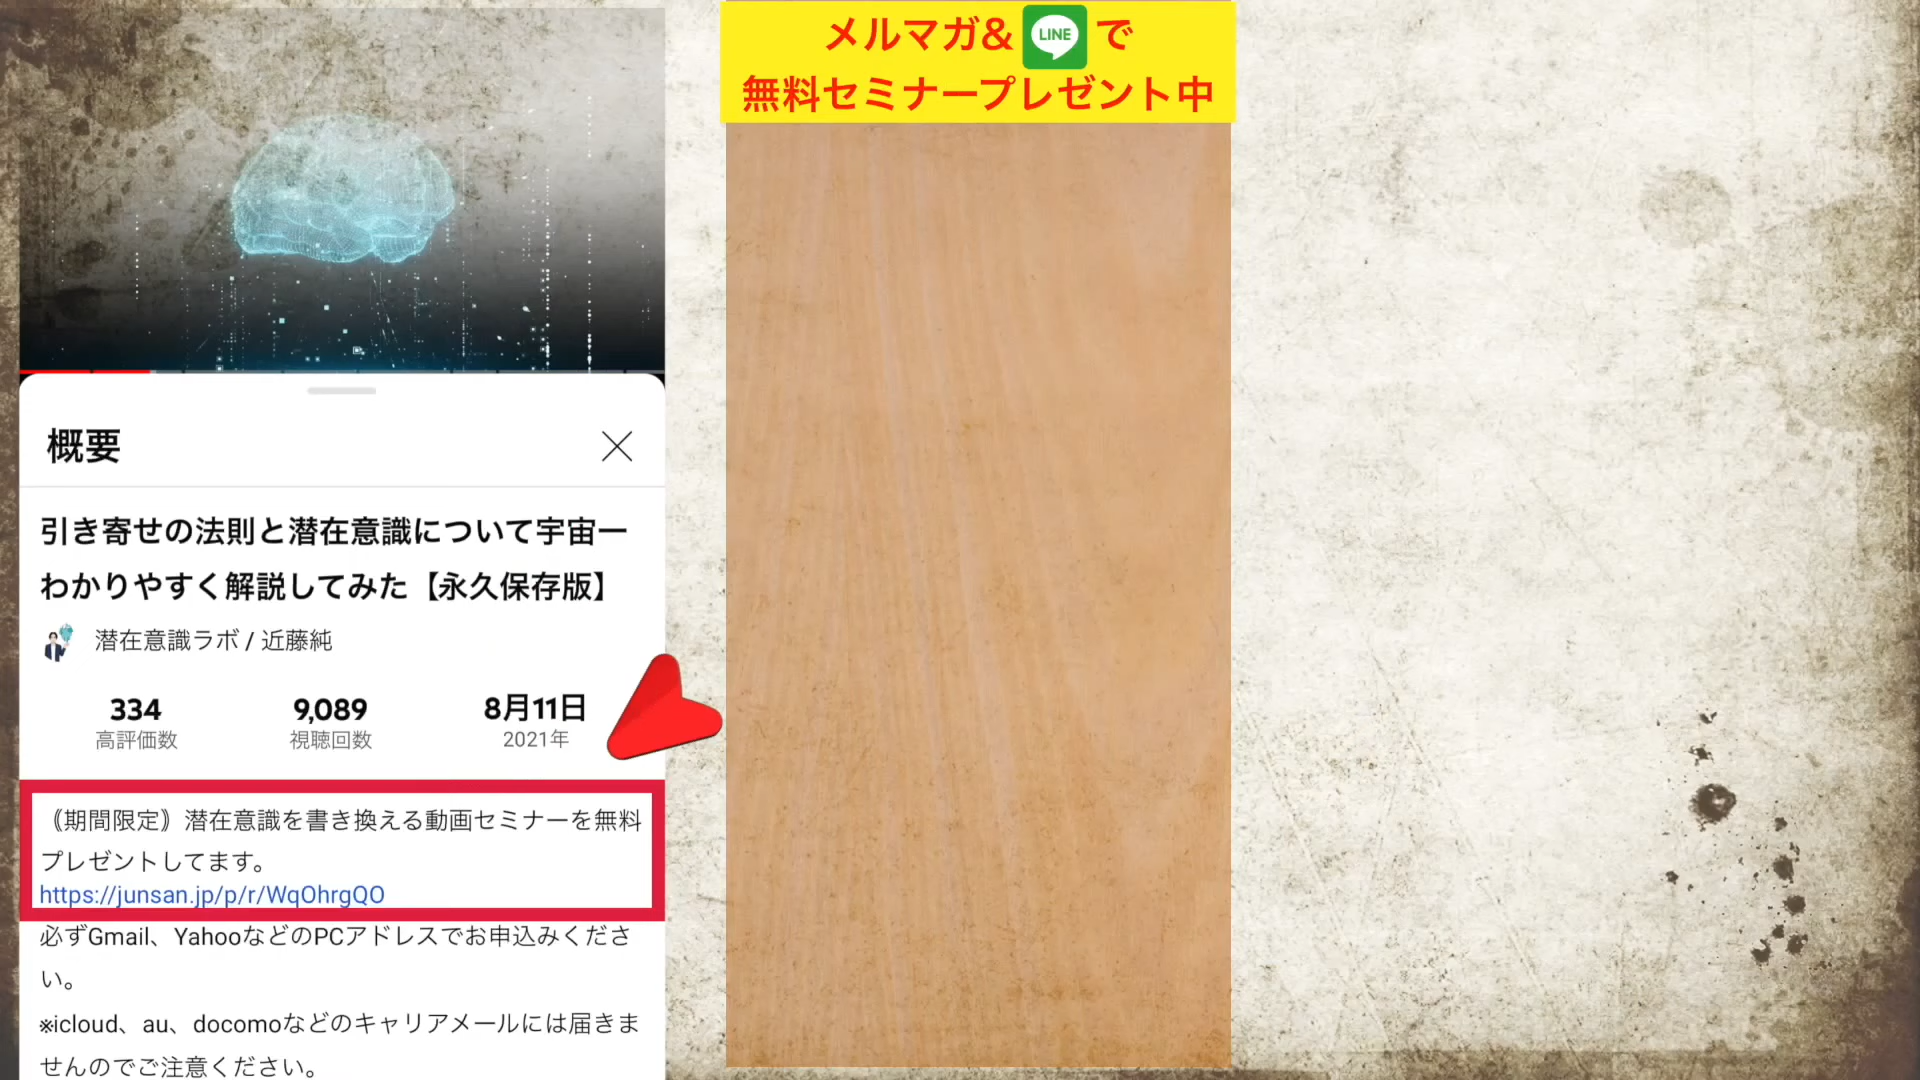 メルマガ& LINE で
無料セミナープレゼント中
概要
引き寄せの法則と潜在意識について宇宙一
わかりやすく解説してみた【永久保存版】
潜在意識ラボ / 近藤純
334
高評価数
9,089
視聴回数
8月11日
2021年
《期間限定》潜在意識を書き換える動画セミナーを無料
プレゼントしてます。
https://junsan.jp/p/r/WqOhrgQO
必ずGmail、YahooなどのPCアドレスでお申込みくださ
い。
※icloud、au、docomoなどのキャリアメールには届きま
せんのでご注意ください。